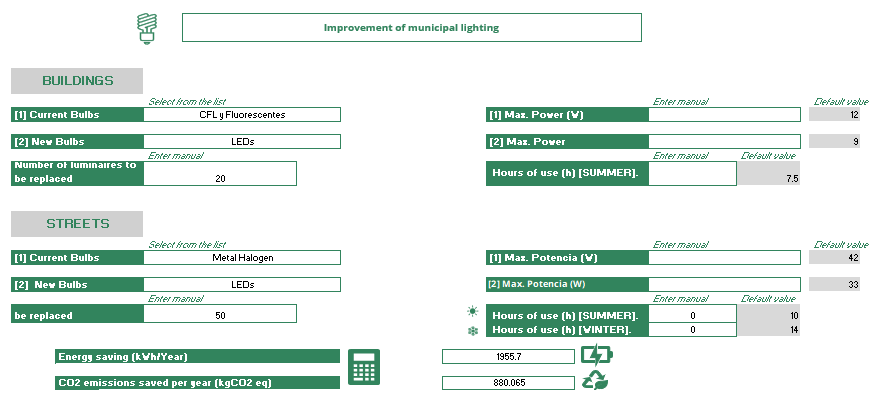 Improvement of municipal lighting
BUILDINGS
Select from the list
Enter manual
Default value
[1] Current Bulbs
CFL y Fluorescentes
[1] Max. Power (W)
12
[2] New Bulbs
LEDs
[2] Max. Power
9
Enter manual
Enter manual
Default value
Number of luminaires to
be replaced
20
Hours of use (h) [SUMMER].
7.5
STREETS
Select from the list
Enter manual
Default value
[1] Current Bulbs
Metal Halogen
[1] Max. Potencia (W)
42
[2] New Bulbs
LEDs
[2] Max. Potencia (W)
33
Enter manual
Enter manual
Default value
be replaced
50
Hours of use (h) [SUMMER].
0
10
Hours of use (h) [WINTER].
0
14
Energy saving (kWh/Year)
1955.7
CO2 emissions saved per year (kgCO2 eq)
880.065